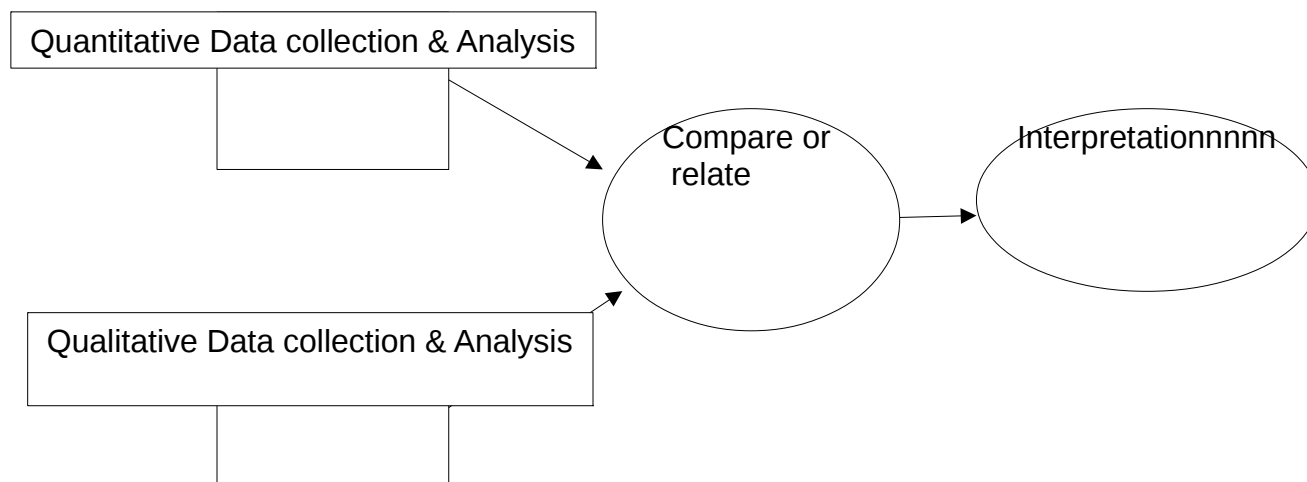 Quantitative Data collection & Analysis
Compare or
relate
Interpretationnnnn
Qualitative Data collection & Analysis